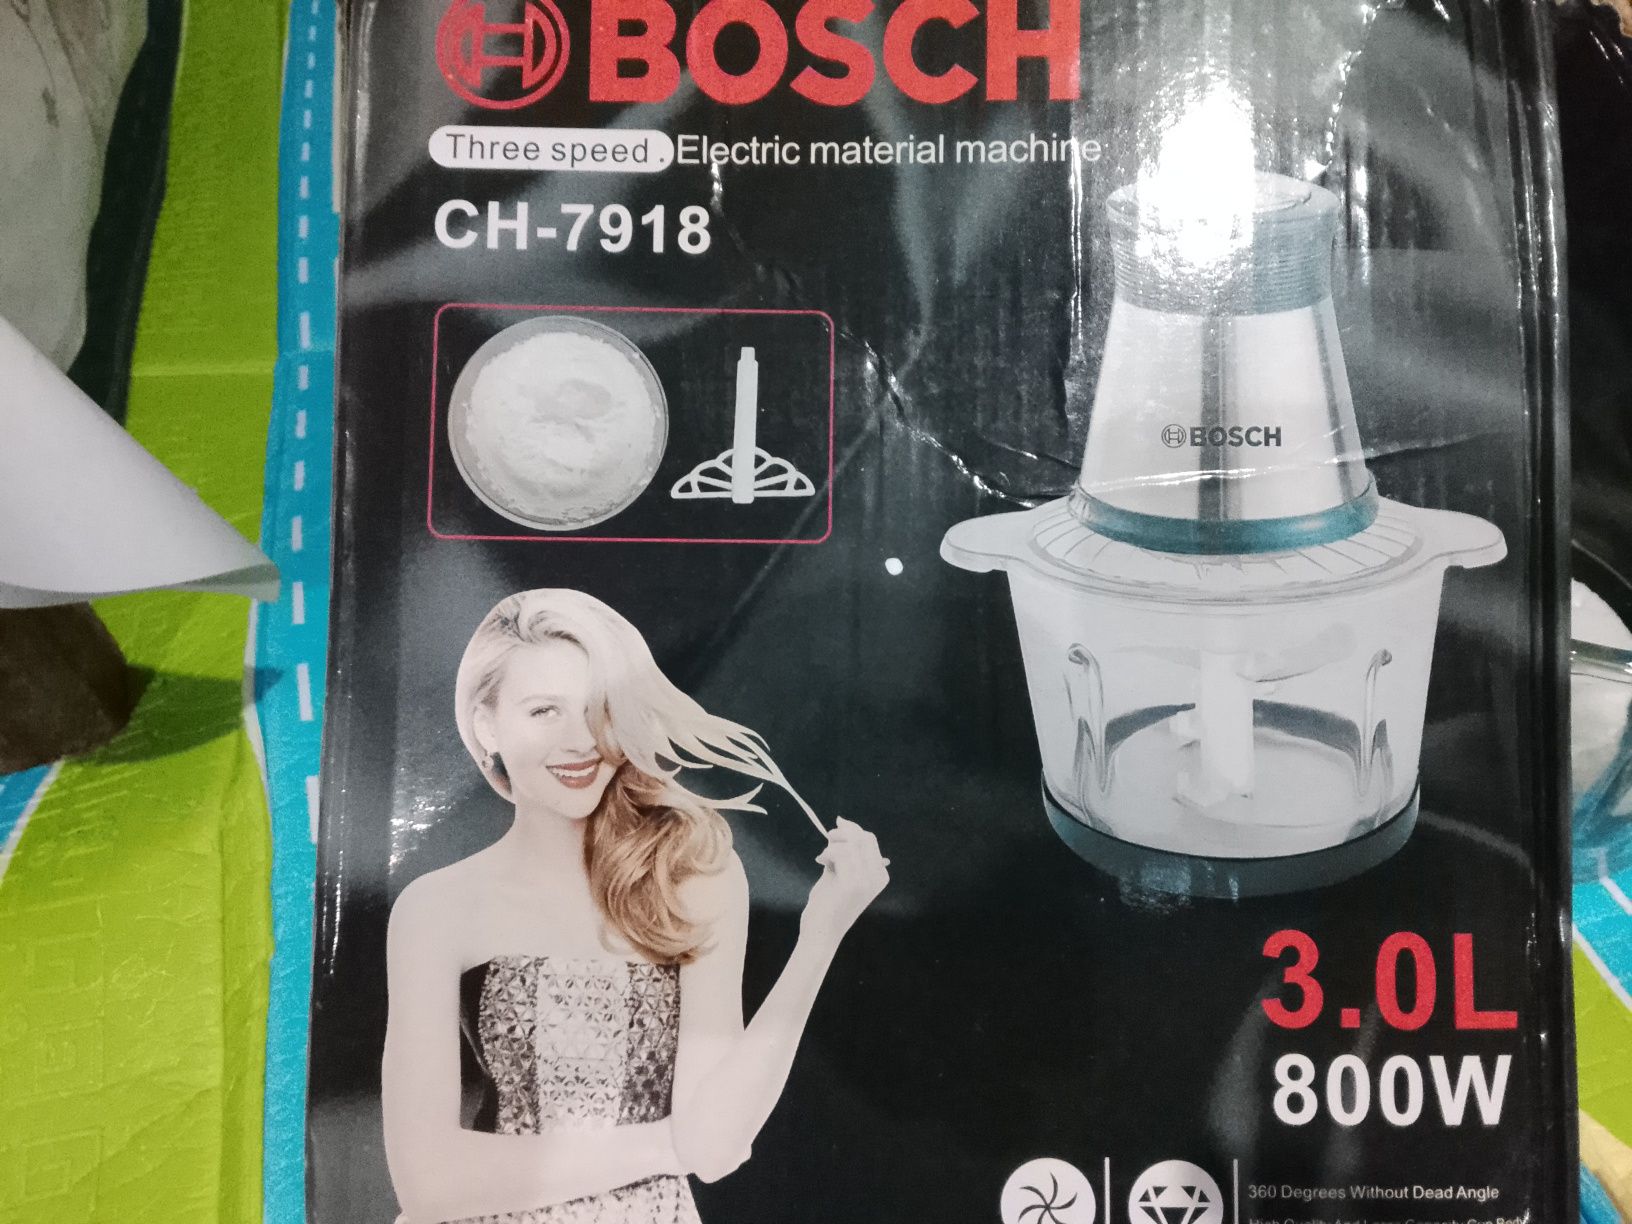 BOSCH
Three speed. Electric material machine
CH-7918
BOSCH
3.0L
800W
360 Degrees Without Dead Angle